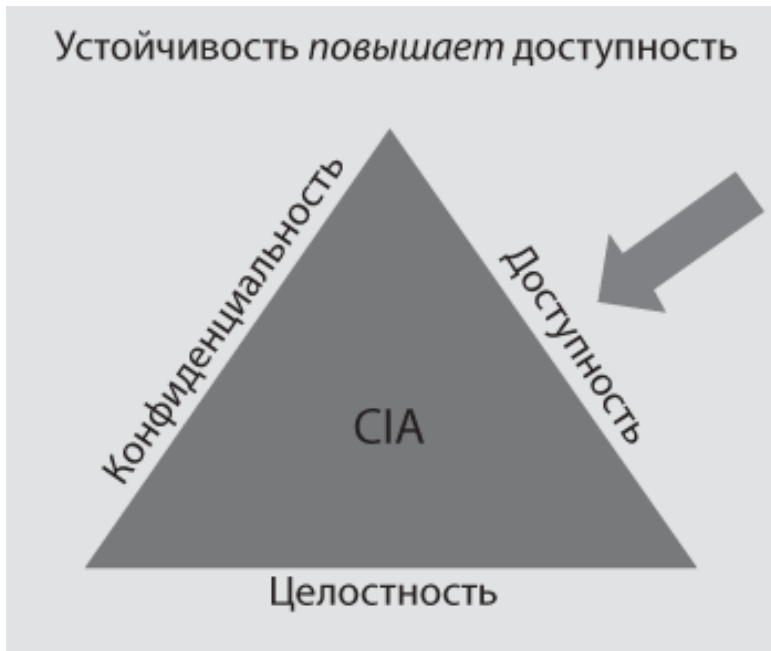 Устойчивость повышает доступность
Конфиденциальность
Доступность
CIA
Целостность